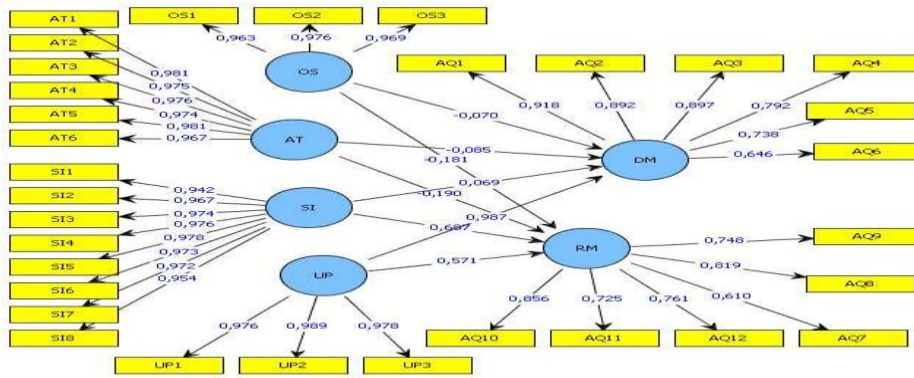 OS1 OS2 OS3
AT1
AT2
AT3
AT4
AT5
AT6
0,963 0,976 0,969
OS
AQ1 AQ2 AQ3 AQ4
AQ5
AQ6
0,981
0,975
0,976
0,974
0,981
0,967
AT
0,918 0,892 0,897 0,792
0,738
0,646
-0,070
DM
-0,085
-0,181
0,069
-0,190
0,987
0,687
0,571
SI1
SI2
SI3
SI4
SI5
SI6
SI7
SI8
0,942
0,967
0,974
0,976
0,978
0,973
0,972
0,954
SI
UP
RM
0,748 AQ9
0,819 AQ8
0,856 0,725 0,761 0,610
AQ10 AQ11 AQ12 AQ7
0,976 0,989 0,978
UP1 UP2 UP3